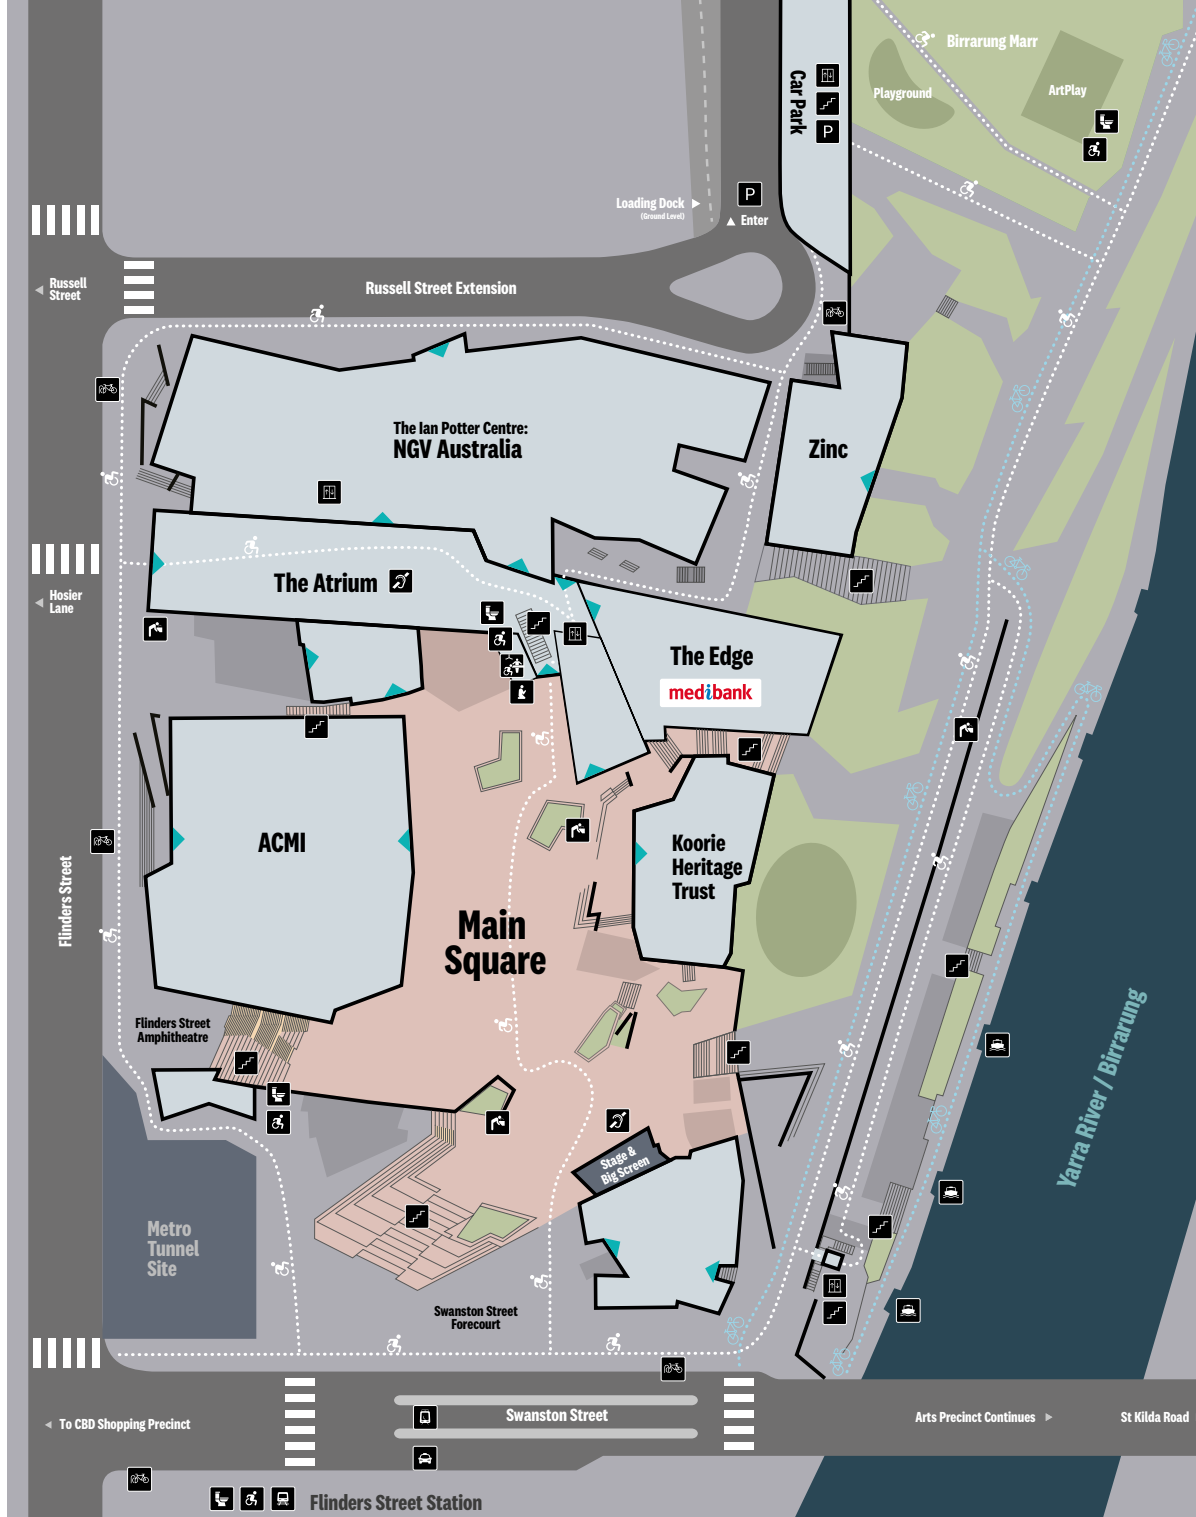 Birrarung Marr
Car Park
Playground
ArtPlay
P
P
Loading Dock
(Ground Level)
Enter
Russell
Street
Russell Street Extension
The Ian Potter Centre:
NGV Australia
Zinc
The Atrium
Hosier
Lane
The Edge
medibank
ACMI
Koorie
Heritage
Trust
Flinders Street
Main
Square
Flinders Street
Amphitheatre
Yarra River / Birrarung
Stage &
Big Screen
Metro
Tunnel
Site
Swanston Street
Forecourt
To CBD Shopping Precinct
Swanston Street
Arts Precinct Continues
St Kilda Road
Flinders Street Station